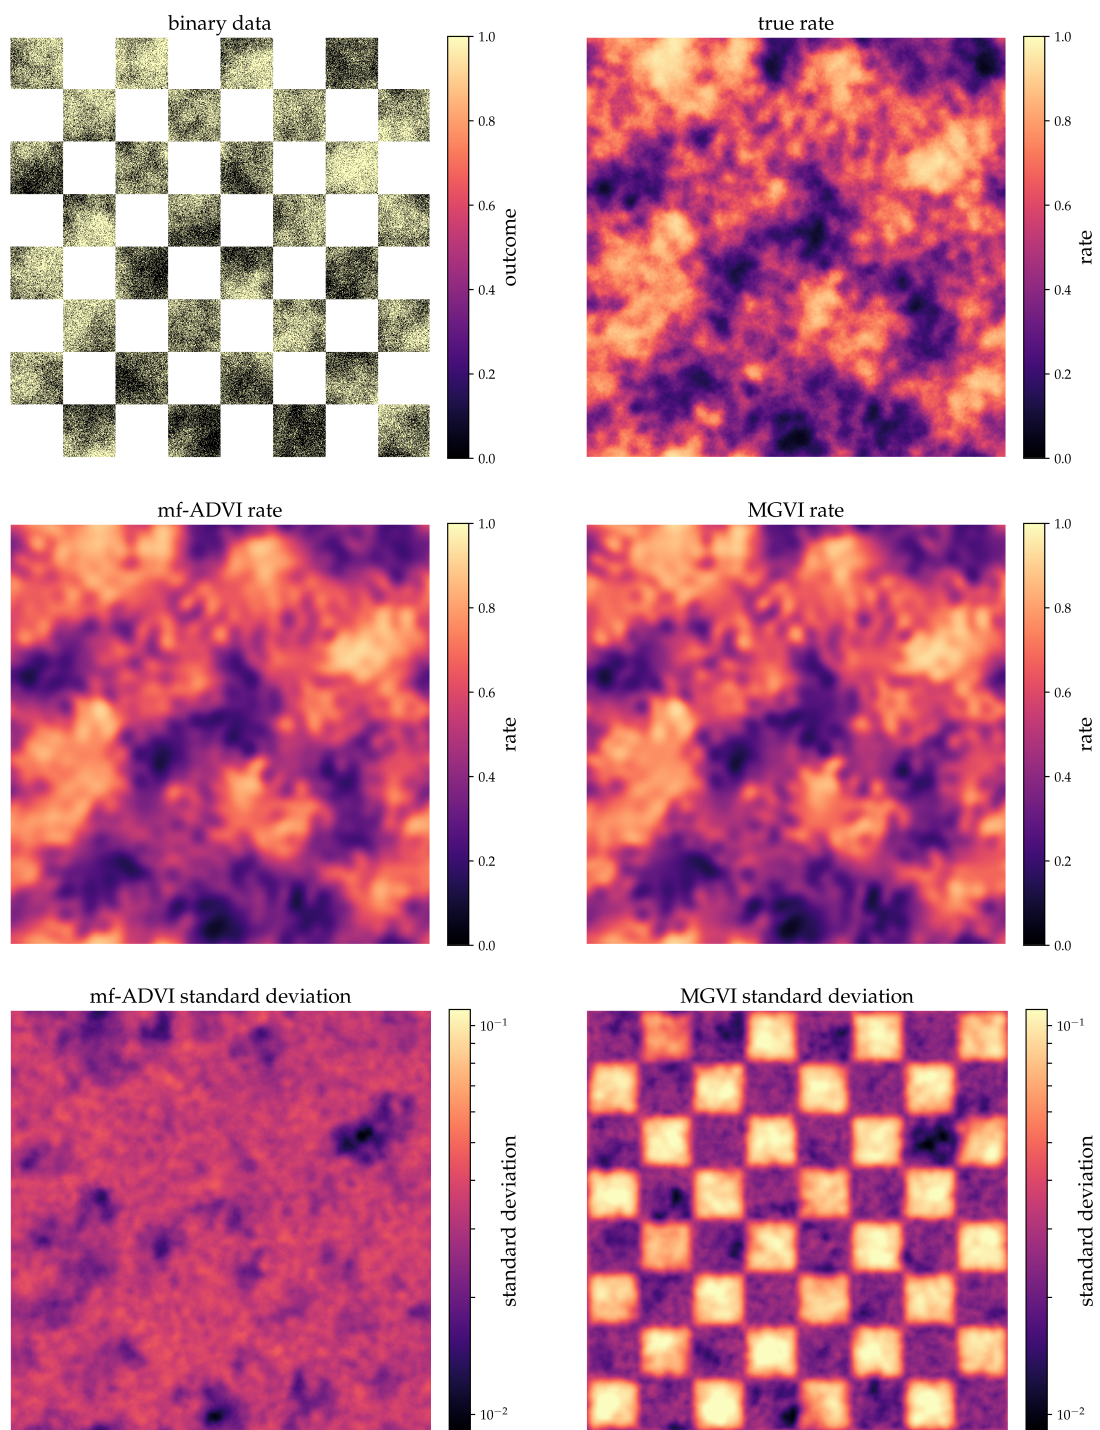 binary data
1.0
0.8
0.6
0.4
0.2
0.0
outcome
true rate
1.0
0.8
0.6
0.4
0.2
0.0
rate
mf-ADVI rate
1.0
0.8
0.6
0.4
0.2
0.0
rate
MGVI rate
1.0
0.8
0.6
0.4
0.2
0.0
rate
mf-ADVI standard deviation
10⁻¹
10⁻²
standard deviation
MGVI standard deviation
10⁻¹
10⁻²
standard deviation